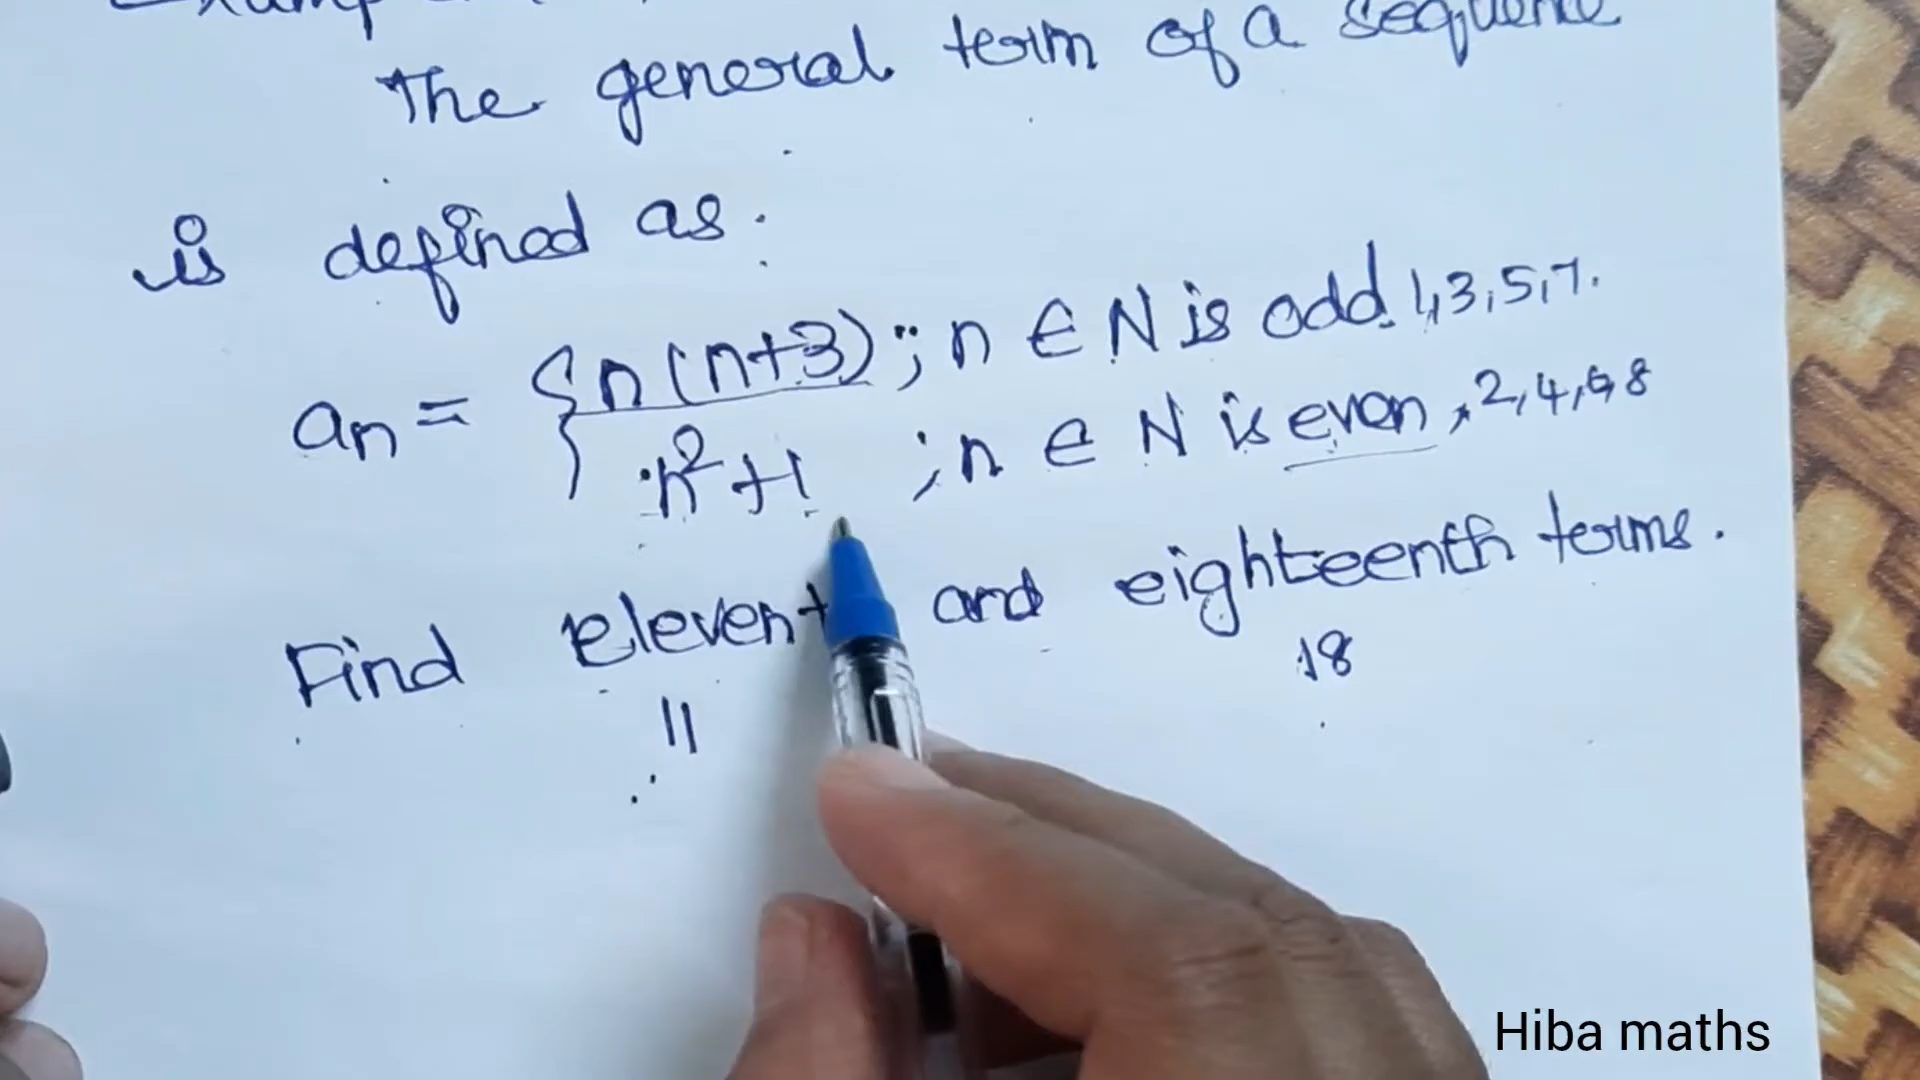 The general term of a sequence
is defined as.
an = { n(n+3) ; n ∈ N is odd. 1,3,5,7.
n²+1 ; n ∈ N is even, 2,4,6,8
Find eleven and eighteenth terms.
11 18
Hiba maths